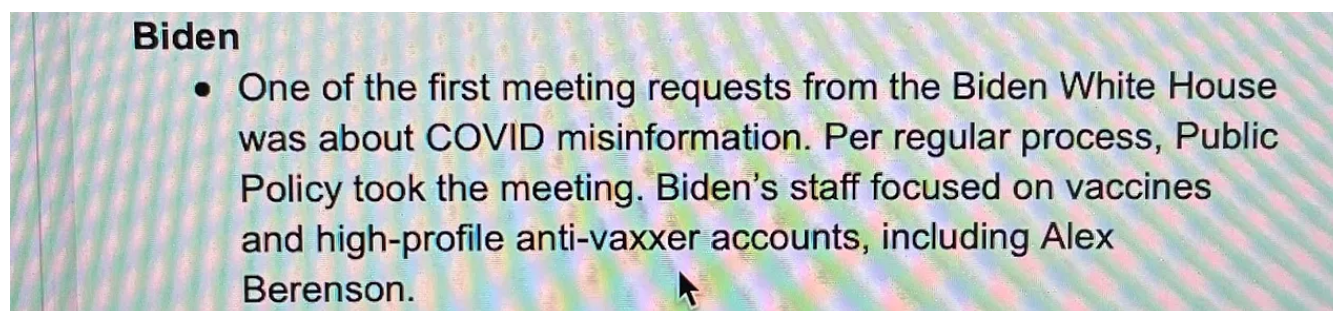 Biden
• One of the first meeting requests from the Biden White House
was about COVID misinformation. Per regular process, Public
Policy took the meeting. Biden’s staff focused on vaccines
and high-profile anti-vaxxer accounts, including Alex
Berenson.